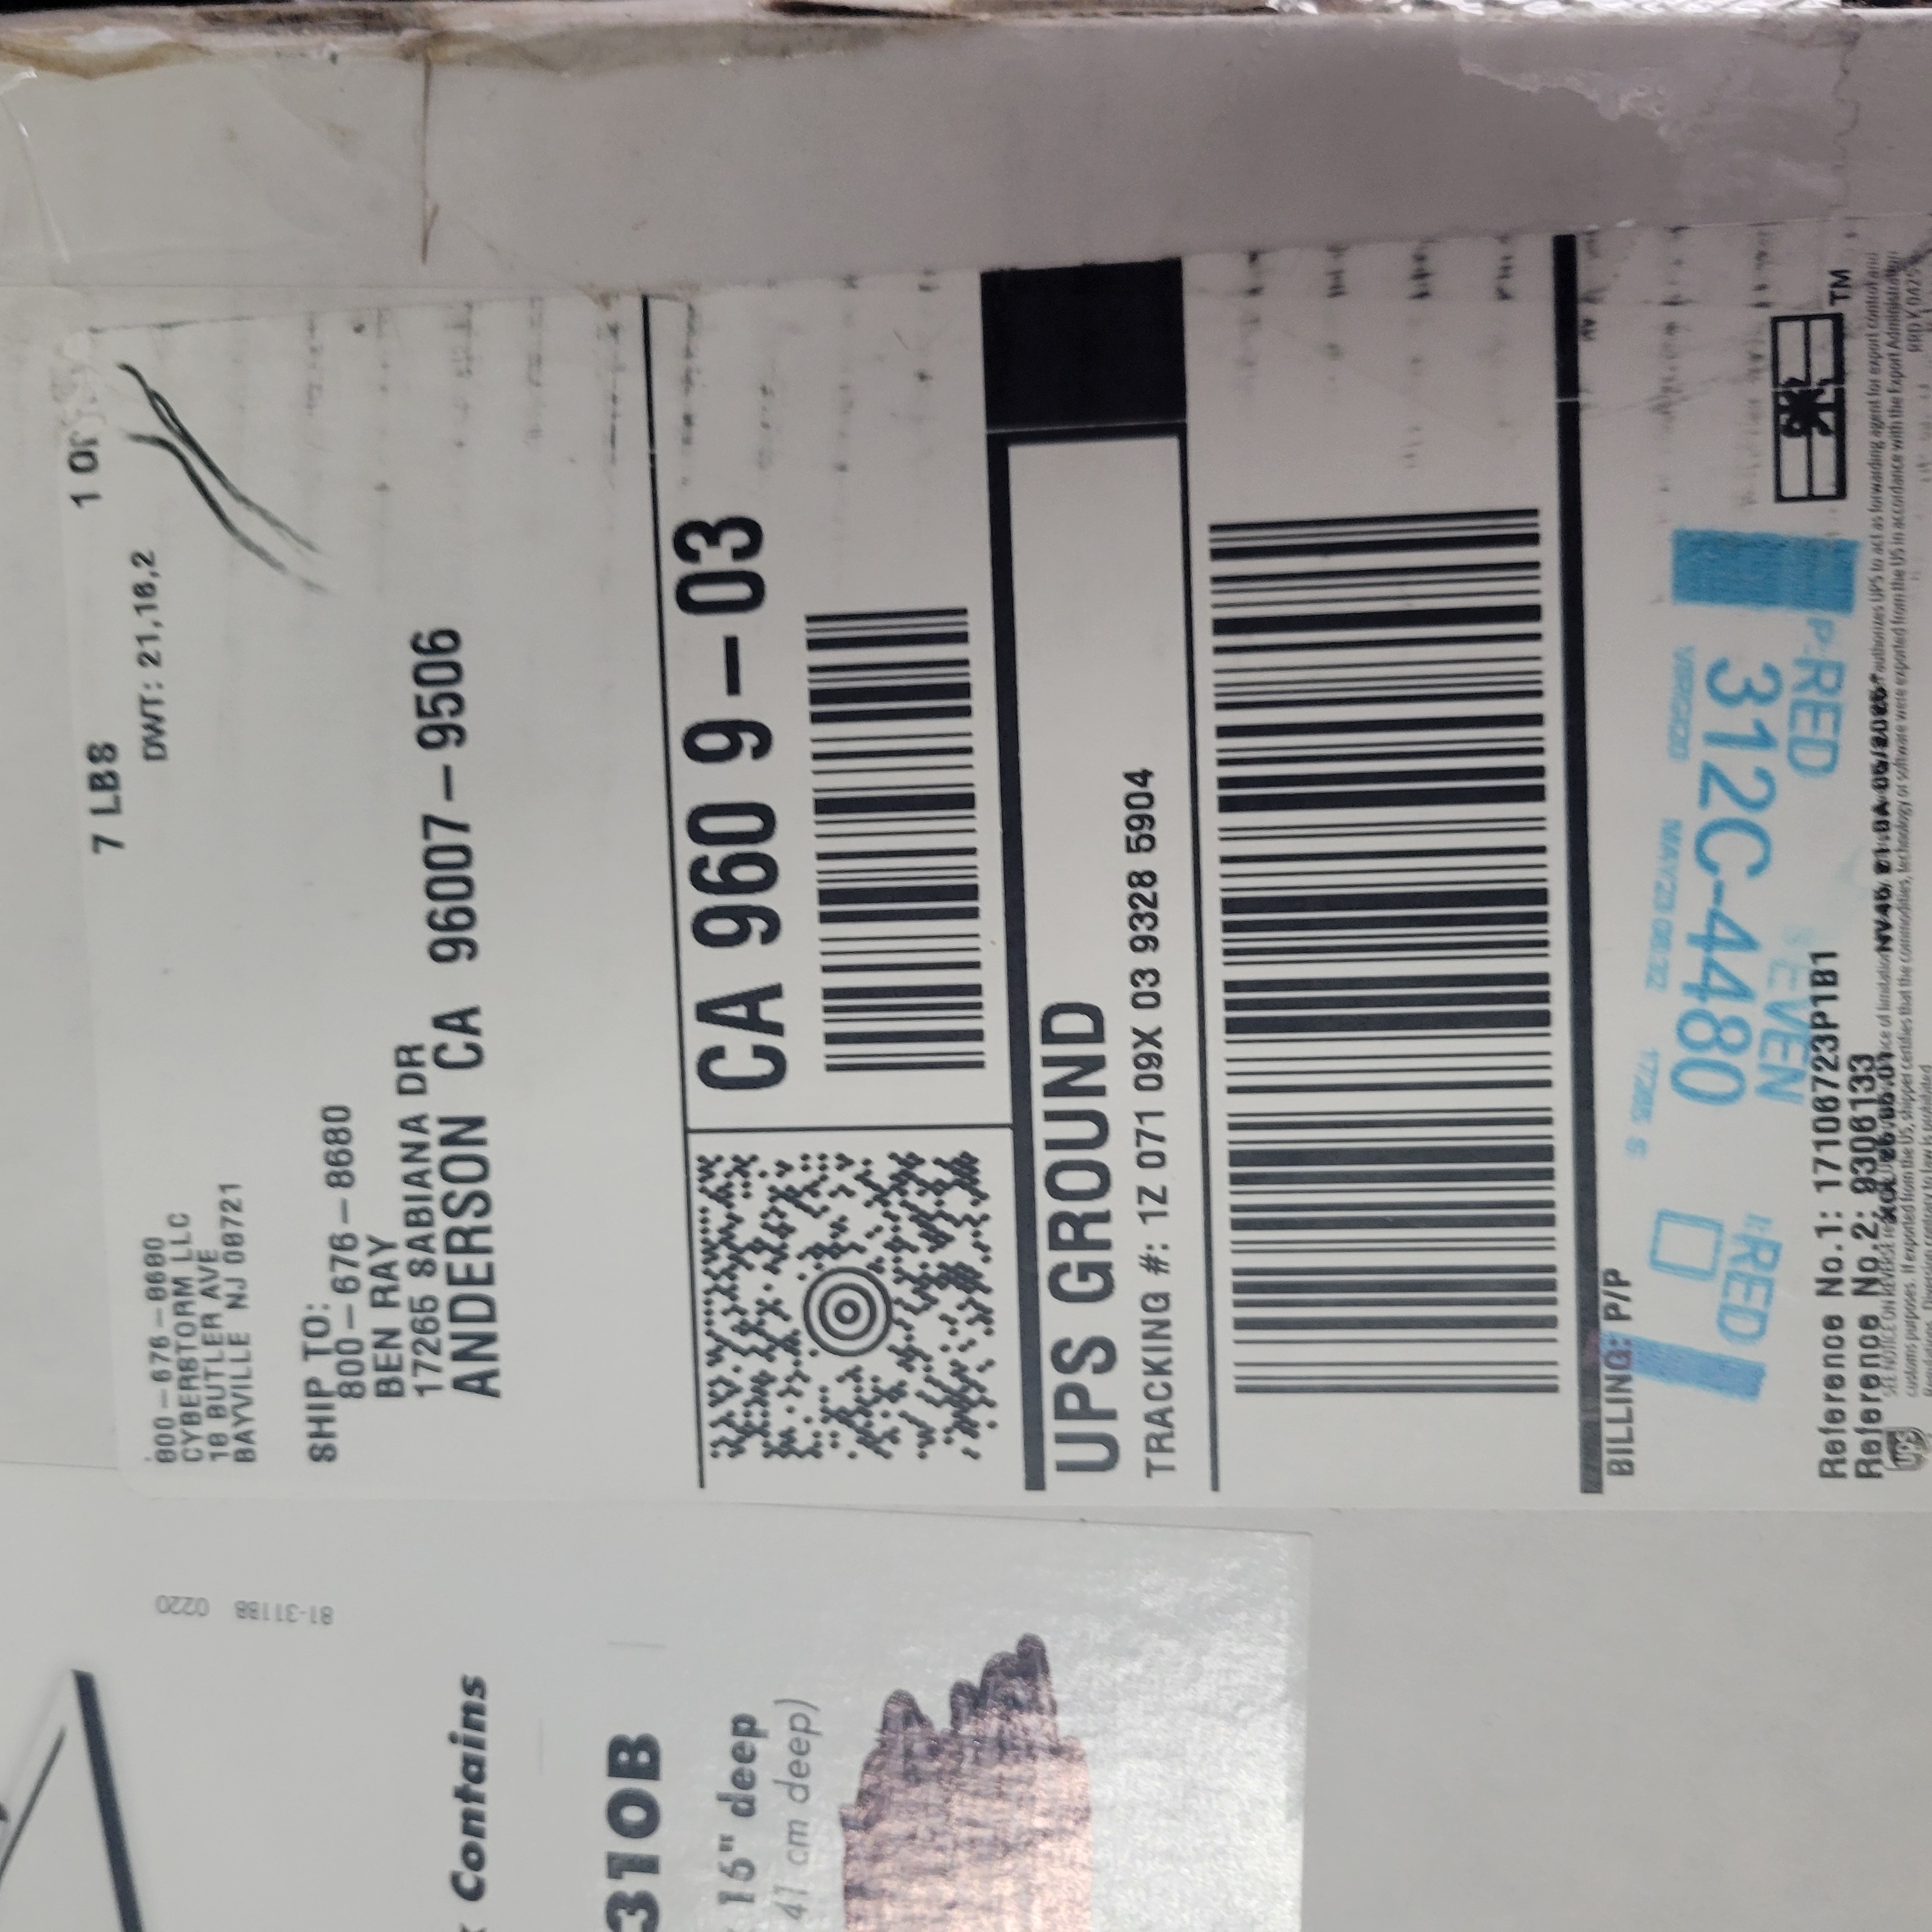 7 LBS
1 OF
DWT: 21,18,2
800-676-8680
CYBERSTORM LLC
18 BUTLER AVE
BAYVILLE NJ 08721
SHIP TO:
800-676-8680
BEN RAY
17265 SABIANA DR
ANDERSON CA 96007-9506
CA 960 9-03
UPS GROUND
TRACKING #: 1Z 071 09X 03 9328 5904
BILLING: P/P
P-RED
312C-4480
EVEN
I-RED
17265 S
Reference No.1: 17106723P1B1
Reference No.2: 9306133
TM
UPS
81-31188 0220
Contains
310B
16" deep
41 cm deep)